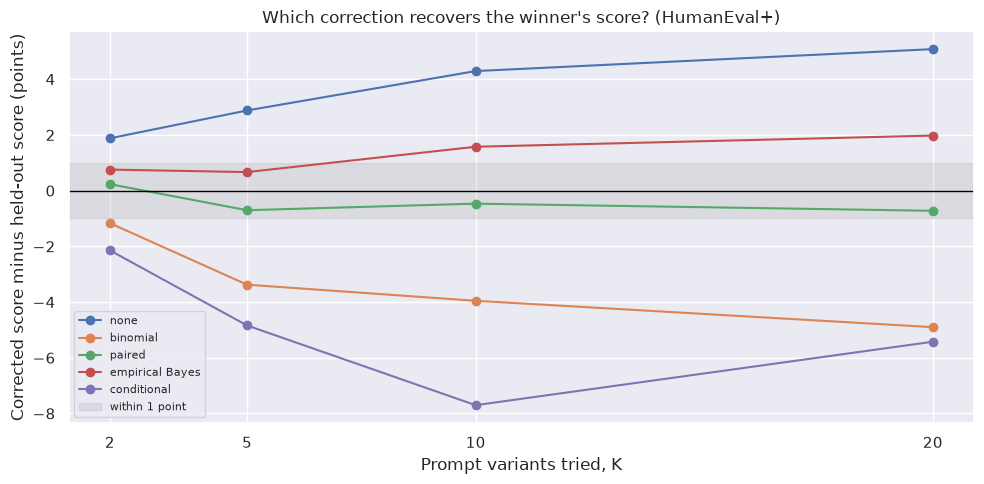 Which correction recovers the winner's score? (HumanEval+)
Corrected score minus held-out score (points)
4
2
0
−2
−4
−6
−8
none
binomial
paired
empirical Bayes
conditional
within 1 point
2
5
10
20
Prompt variants tried, K